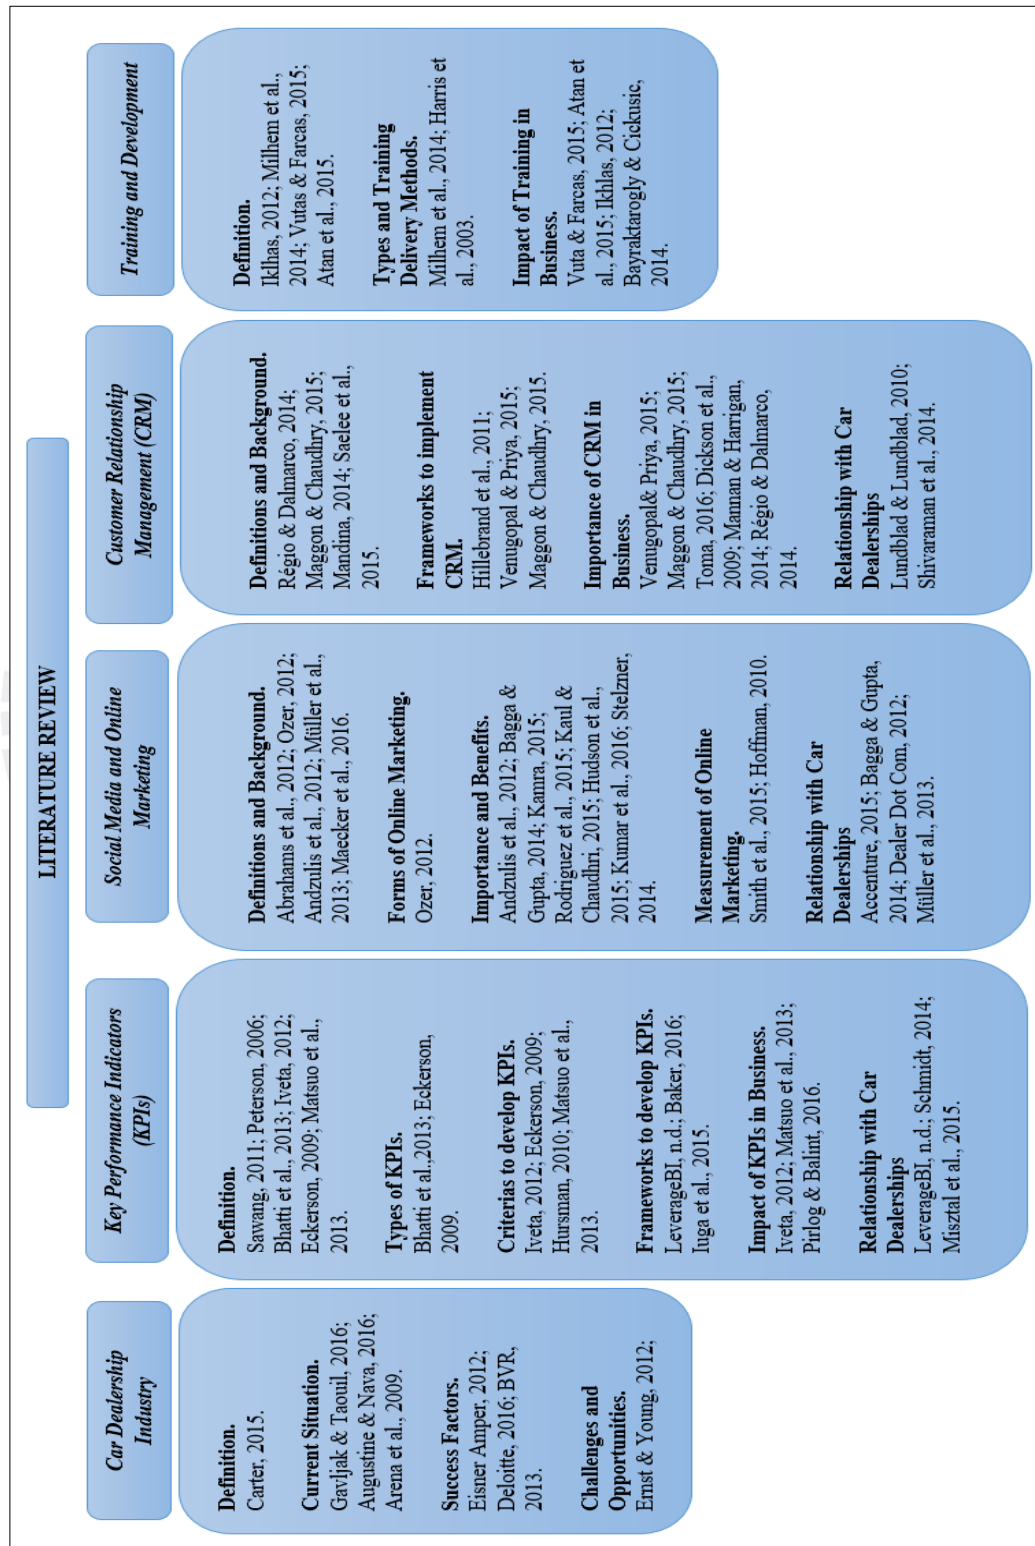 LITERATURE REVIEW
Car Dealership
Industry
Definition.
Carter, 2015.
Current Situation.
Gavljak & Taouil, 2016;
Augustine & Nava, 2016;
Arena et al., 2009.
Success Factors.
Eisner Amper, 2012;
Deloitte, 2016; BVR,
2013.
Challenges and
Opportunities.
Ernst & Young, 2012;
Key Performance Indicators
(KPIs)
Definition.
Sawang, 2011; Peterson, 2006;
Bhatti et al., 2013; Iveta, 2012;
Eckerson, 2009; Matsuo et al.,
2013.
Types of KPIs.
Bhatti et al.,2013; Eckerson,
2009.
Criterias to develop KPIs.
Iveta, 2012; Eckerson, 2009;
Hursman, 2010; Matsuo et al.,
2013.
Frameworks to develop KPIs.
LeverageBI, n.d.; Baker, 2016;
Iuga et al., 2015.
Impact of KPIs in Business.
Iveta, 2012; Matsuo et al., 2013;
Pirlog & Balint, 2016.
Relationship with Car
Dealerships
LeverageBI, n.d.; Schmidt, 2014;
Misztal et al., 2015.
Social Media and Online
Marketing
Definitions and Background.
Abrahams et al., 2012; Ozer, 2012;
Andzulis et al., 2012; Müller et al.,
2013; Maecker et al., 2016.
Forms of Online Marketing.
Ozer, 2012.
Importance and Benefits.
Andzulis et al., 2012; Bagga &
Gupta, 2014; Kamra, 2015;
Rodriguez et al., 2015; Kaul &
Chaudhuri, 2015; Hudson et al.,
2015; Kumar et al., 2016; Stelzner,
2014.
Measurement of Online
Marketing.
Smith et al., 2015; Hoffman, 2010.
Relationship with Car
Dealerships
Accenture, 2015; Bagga & Gupta,
2014; Dealer Dot Com, 2012;
Müller et al., 2013.
Customer Relationship
Management (CRM)
Definitions and Background.
Régio & Dalmarco, 2014;
Maggon & Chaudhry, 2015;
Mandina, 2014; Saelee et al.,
2015.
Frameworks to implement
CRM.
Hillebrand et al., 2011;
Venugopal & Priya, 2015;
Maggon & Chaudhry, 2015.
Importance of CRM in
Business.
Venugopal& Priya, 2015;
Maggon & Chaudhry, 2015;
Toma, 2016; Dickson et al.,
2009; Mannan & Harrigan,
2014; Régio & Dalmarco,
2014.
Relationship with Car
Dealerships
Lundblad & Lundblad, 2010;
Shivaraman et al., 2014.
Training and Development
Definition.
Iklhas, 2012; Milhem et al.,
2014; Vutas & Farcas, 2015;
Atan et al., 2015.
Types and Training
Delivery Methods.
Milhem et al., 2014; Harris et
al., 2003.
Impact of Training in
Business.
Vuta & Farcas, 2015; Atan et
al., 2015; Ikhlas, 2012;
Bayraktarogly & Cickusic,
2014.